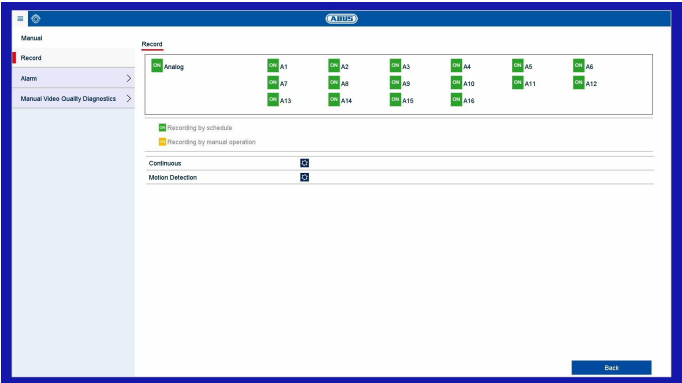 ABUS
Manual
Record
Alarm
Manual Video Quality Diagnostics
Record
ON Analog ON A1 ON A2 ON A3 ON A4 ON A5 ON A6
ON A7 ON A8 ON A9 ON A10 ON A11 ON A12
ON A13 ON A14 ON A15 ON A16
ON Recording by schedule
ON Recording by manual operation
Continuous
Motion Detection
Back